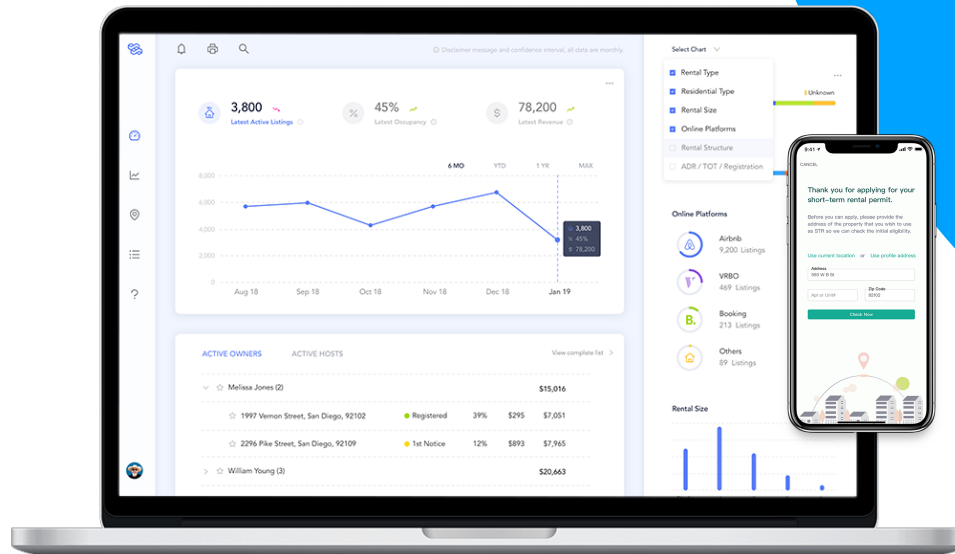 Disclaimer message and confidence interval, all data are monthly.
3,800
Latest Active Listings
45%
Latest Occupancy
78,200
Latest Revenue
6 MO
YTD
1 YR
MAX
8,000
6,000
4,000
2,000
0
3,800
% 45%
$ 78,200
Aug 18
Sep 18
Oct 18
Nov 18
Dec 18
Jan 19
ACTIVE OWNERS
ACTIVE HOSTS
View complete list
Melissa Jones (2)
$15,016
1997 Vernon Street, San Diego, 92102
Registered
39%
$295
$7,051
2296 Pike Street, San Diego, 92109
1st Notice
12%
$893
$7,965
William Young (3)
$20,663
Select Chart
Rental Type
Residential Type
Rental Size
Online Platforms
Rental Structure
ADR / TOT / Registration
Unknown
Online Platforms
Airbnb
9,200 Listings
VRBO
469 Listings
B.
Booking
213 Listings
Others
89 Listings
Rental Size
9:41
CANCEL
Thank you for applying for your
short-term rental permit.
Before you can apply, please provide the
address of the property that you wish to use
as STR so we can check the initial eligibility.
Use current location or Use profile address
Address
550 W B St
Apt or Unit#
Zip Code
92102
Check Now